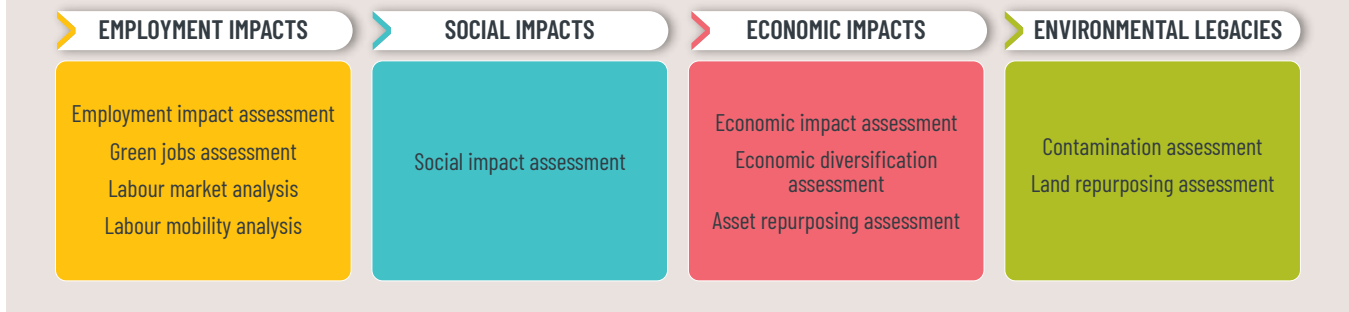 EMPLOYMENT IMPACTS
Employment impact assessment
Green jobs assessment
Labour market analysis
Labour mobility analysis
SOCIAL IMPACTS
Social impact assessment
ECONOMIC IMPACTS
Economic impact assessment
Economic diversification
assessment
Asset repurposing assessment
ENVIRONMENTAL LEGACIES
Contamination assessment
Land repurposing assessment